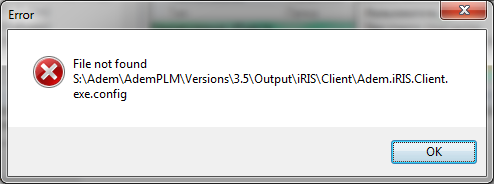 Error
File not found
S:\Adem\AdemPLM\Versions\3.5\Output\iRIS\Client\Adem.iRIS.Client.
exe.config
OK